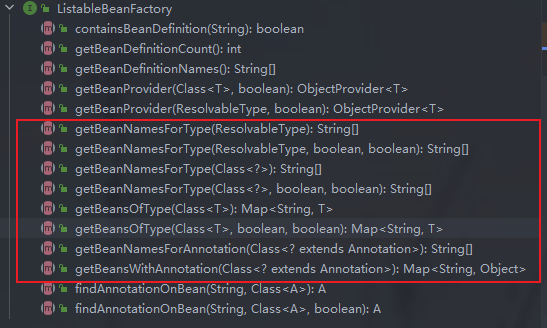 ListableBeanFactory
containsBeanDefinition(String): boolean
getBeanDefinitionCount(): int
getBeanDefinitionNames(): String[]
getBeanProvider(Class<T>, boolean): ObjectProvider<T>
getBeanProvider(ResolvableType, boolean): ObjectProvider<T>
getBeanNamesForType(ResolvableType): String[]
getBeanNamesForType(ResolvableType, boolean, boolean): String[]
getBeanNamesForType(Class<?>): String[]
getBeanNamesForType(Class<?>, boolean, boolean): String[]
getBeansOfType(Class<T>): Map<String, T>
getBeansOfType(Class<T>, boolean, boolean): Map<String, T>
getBeanNamesForAnnotation(Class<? extends Annotation>): String[]
getBeansWithAnnotation(Class<? extends Annotation>): Map<String, Object>
findAnnotationOnBean(String, Class<A>): A
findAnnotationOnBean(String, Class<A>, boolean): A